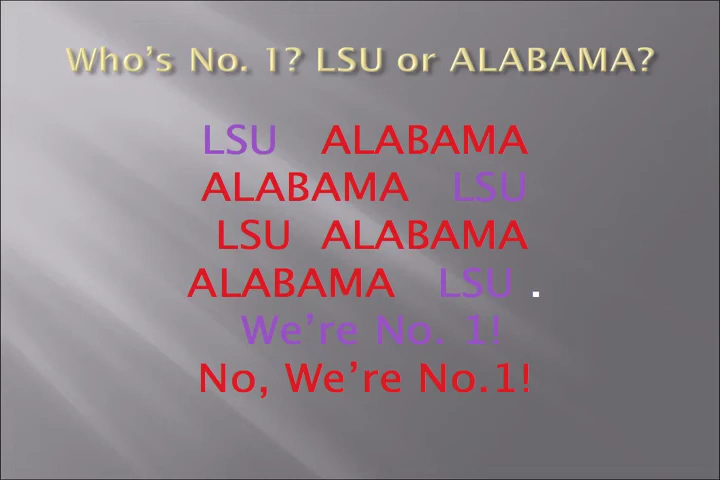 Who’s No. 1? LSU or ALABAMA?
LSU ALABAMA
ALABAMA LSU
LSU ALABAMA
ALABAMA LSU .
We’re No. 1!
No, We’re No.1!